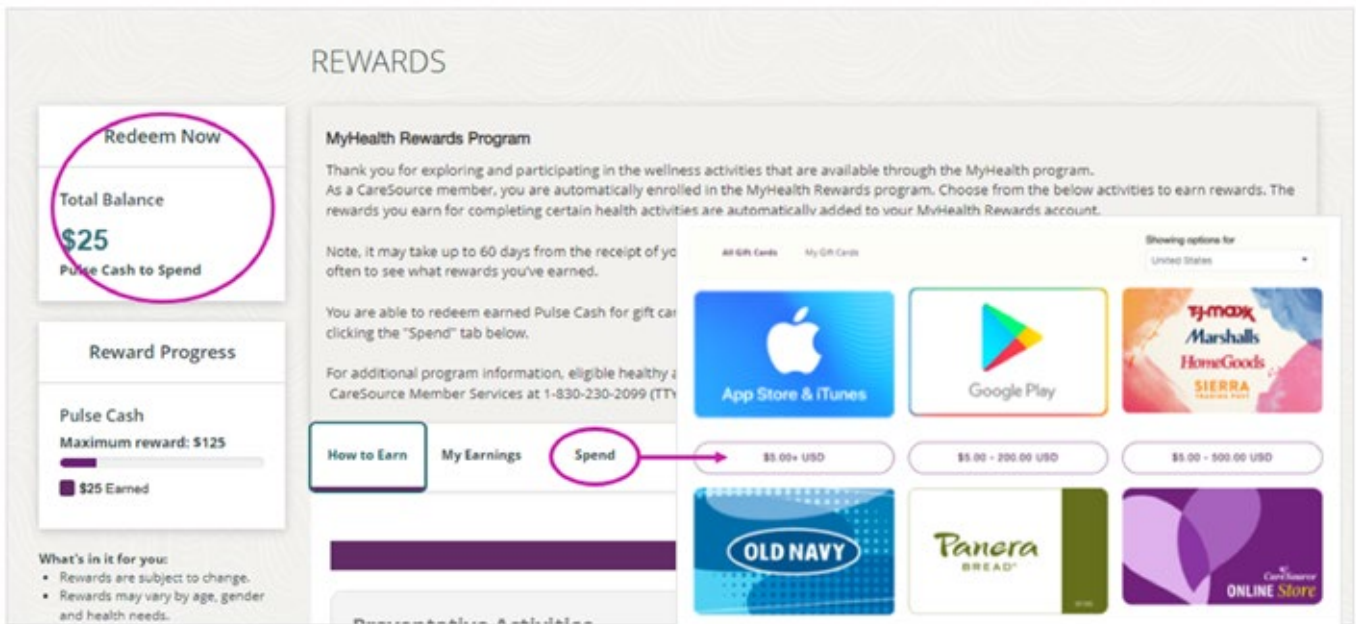 REWARDS
Redeem Now
Total Balance
$25
Pulse Cash to Spend
Reward Progress
Pulse Cash
Maximum reward: $125
$25 Earned
What's in it for you:
• Rewards are subject to change.
• Rewards may vary by age, gender
and health needs.
MyHealth Rewards Program
Thank you for exploring and participating in the wellness activities that are available through the MyHealth program.
As a CareSource member, you are automatically enrolled in the MyHealth Rewards program. Choose from the below activities to earn rewards. The
rewards you earn for completing certain health activities are automatically added to your MyHealth Rewards account.
Note, it may take up to 60 days from the receipt of yo
often to see what rewards you've earned.
You are able to redeem earned Pulse Cash for gift car
clicking the "Spend" tab below.
For additional program information, eligible healthy a
CareSource Member Services at 1-830-230-2099 (TTY
How to Earn
My Earnings
Spend
Preventative Activities
All Gift Cards
My Gift Cards
Showing options for
United States
App Store & iTunes
Google Play
T.J.maxx
Marshalls
HomeGoods
SIERRA
TRADING POST
$5.00+ USD
$5.00 - 200.00 USD
$5.00 - 500.00 USD
OLD NAVY
Panera
BREAD®
CareSource
ONLINE Store